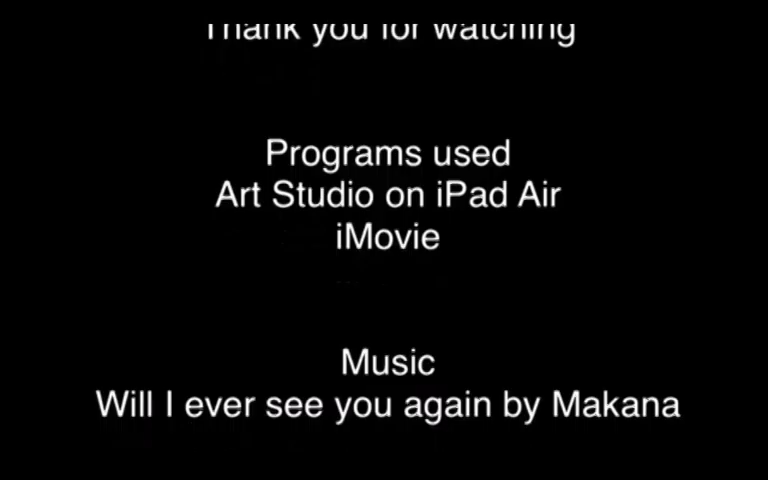 Thank you for watching
Programs used
Art Studio on iPad Air
iMovie
Music
Will I ever see you again by Makana